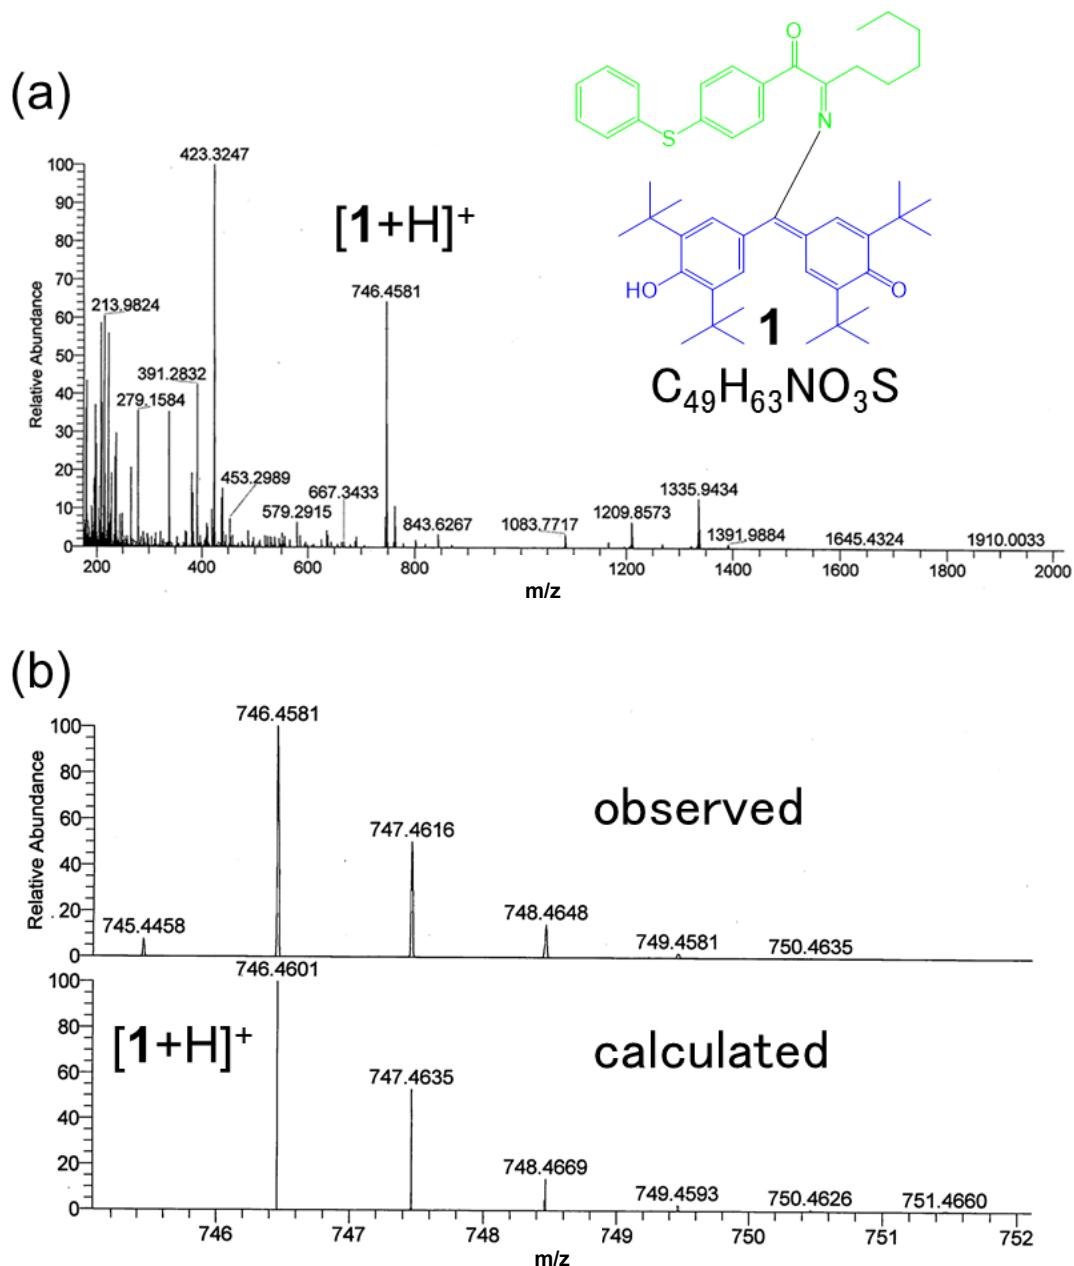 (a)
O
N
S
HO
O
1
C49H63NO3S
[1+H]+
423.3247
746.4581
213.9824
391.2832
279.1584
453.2989
667.3433
579.2915
843.6267
1083.7717
1209.8573
1335.9434
1391.9884
1645.4324
1910.0033
Relative Abundance
100
90
80
70
60
50
40
30
20
10
0
200 400 600 800 1200 1400 1600 1800 2000
m/z
(b)
746.4581
747.4616
748.4648
745.4458
749.4581
750.4635
observed
Relative Abundance
100
80
60
40
20
0
746.4601
[1+H]+
calculated
747.4635
748.4669
749.4593
750.4626
751.4660
100
80
60
40
20
0
746 747 748 749 750 751 752
m/z